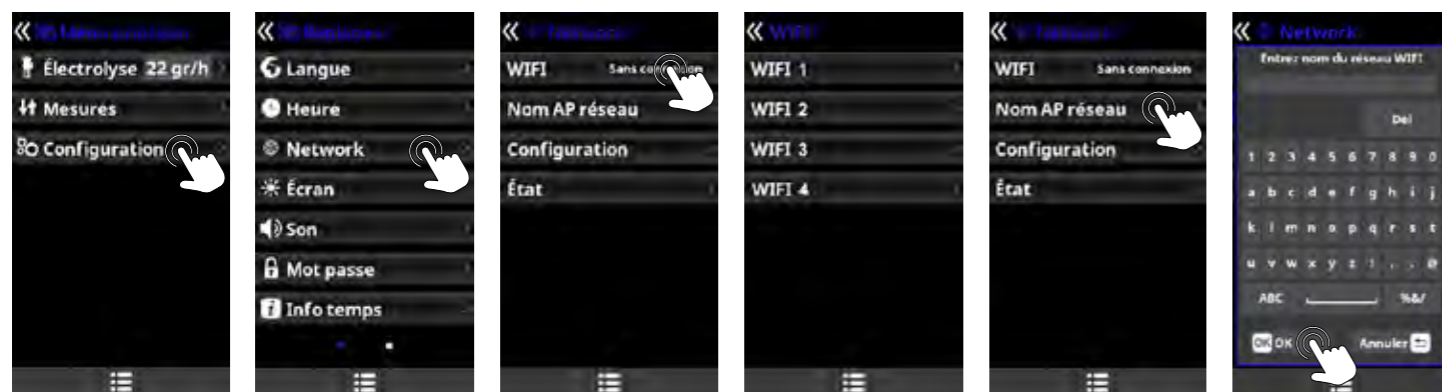 Électrolyse 22 gr/h
Mesures
Configuration
Langue
Heure
Network
Écran
Son
Mot passe
Info temps
WIFI Sans connexion
Nom AP réseau
Configuration
État
WIFI
WIFI 1
WIFI 2
WIFI 3
WIFI 4
WIFI Sans connexion
Nom AP réseau
Configuration
État
Network
Entrez nom du réseau WIFI
Del
1 2 3 4 5 6 7 8 9 0
a b c d e f g h i j
k l m n o p q r s t
u v w x y z ! , . @
ABC %&/
OK OK Annuler